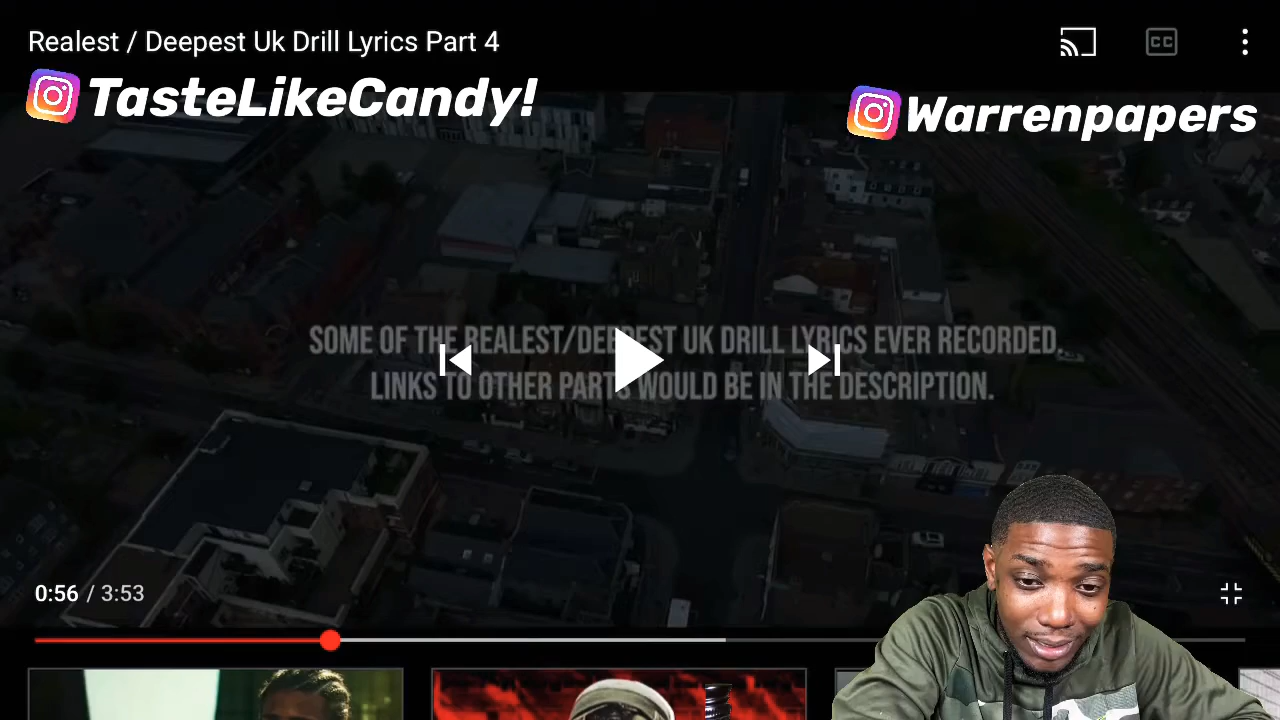 Realest / Deepest Uk Drill Lyrics Part 4
CC
TasteLikeCandy!
Warrenpapers
SOME OF THE REALEST/DEEPEST UK DRILL LYRICS EVER RECORDED.
LINKS TO OTHER PARTS WOULD BE IN THE DESCRIPTION.
0:56 / 3:53